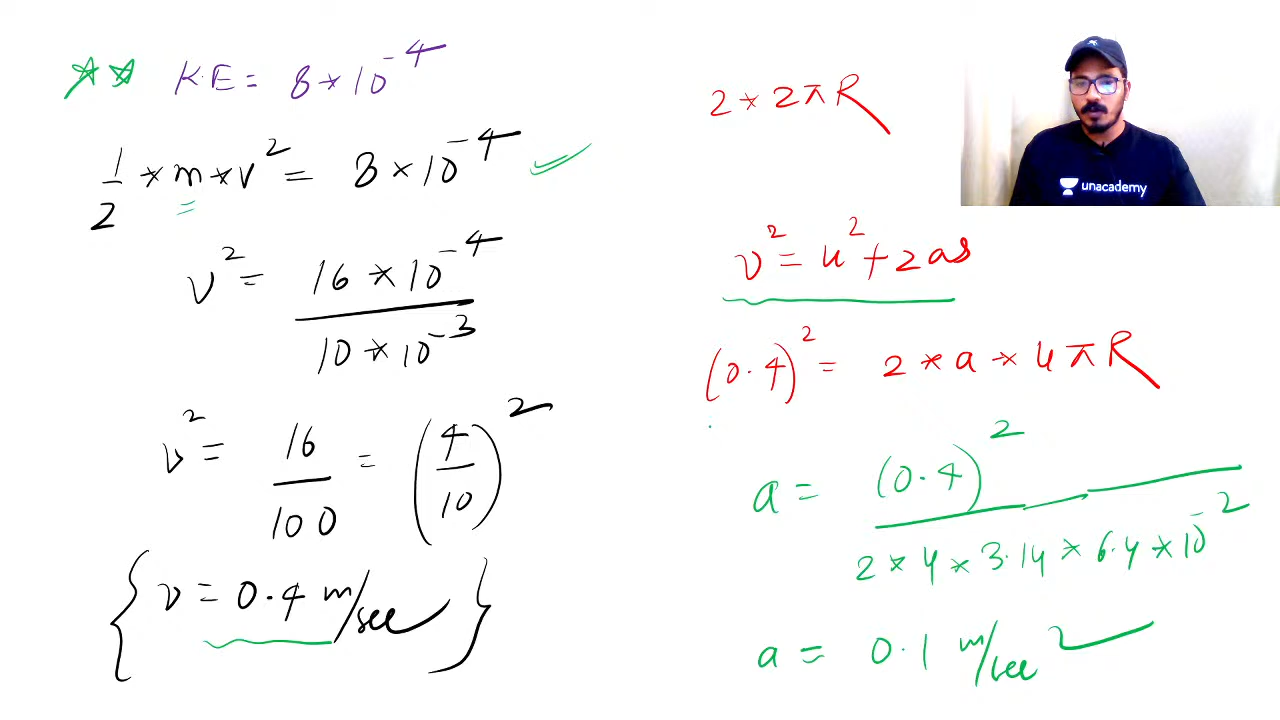 K.E = 8*10^-4
1/2 * m * v^2 = 8 × 10^-4
v^2 = 16 * 10^-4 / 10 * 10^-3
v^2 = 16/100 = (4/10)^2
{ v = 0.4 m/sec }
2 * 2πR
v^2 = u^2 + 2as
(0.4)^2 = 2 * a * 4πR
a = (0.4)^2 / 2 * 4 * 3.14 * 6.4 * 10^-2
a = 0.1 m/sec^2
unacademy